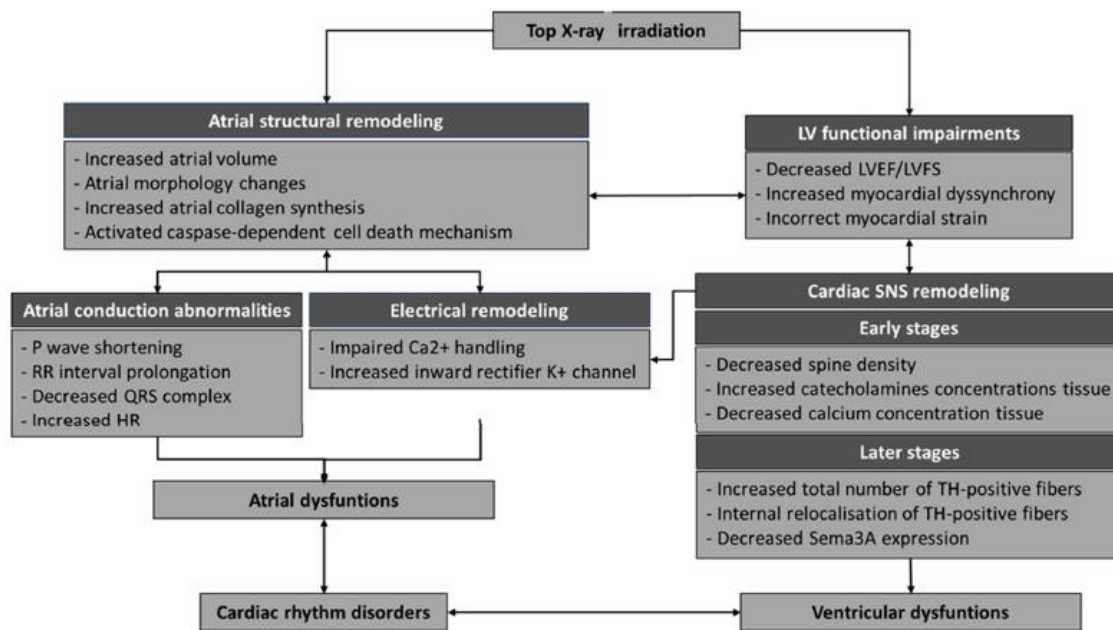 Top X-ray irradiation
Atrial structural remodeling
- Increased atrial volume
- Atrial morphology changes
- Increased atrial collagen synthesis
- Activated caspase-dependent cell death mechanism
LV functional impairments
- Decreased LVEF/LVFS
- Increased myocardial dyssynchrony
- Incorrect myocardial strain
Atrial conduction abnormalities
- P wave shortening
- RR interval prolongation
- Decreased QRS complex
- Increased HR
Electrical remodeling
- Impaired Ca2+ handling
- Increased inward rectifier K+ channel
Cardiac SNS remodeling
Early stages
- Decreased spine density
- Increased catecholamines concentrations tissue
- Decreased calcium concentration tissue
Later stages
- Increased total number of TH-positive fibers
- Internal relocalisation of TH-positive fibers
- Decreased Sema3A expression
Atrial dysfuntions
Cardiac rhythm disorders
Ventricular dysfuntions